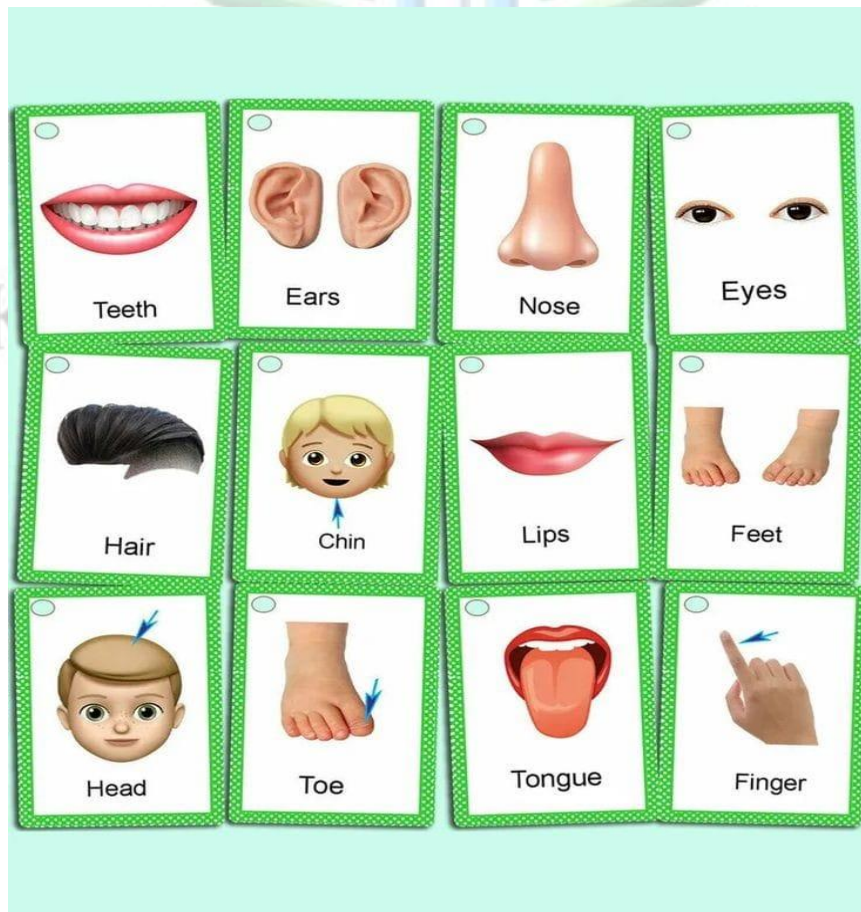 Teeth
Ears
Nose
Eyes
Hair
Chin
Lips
Feet
Head
Toe
Tongue
Finger